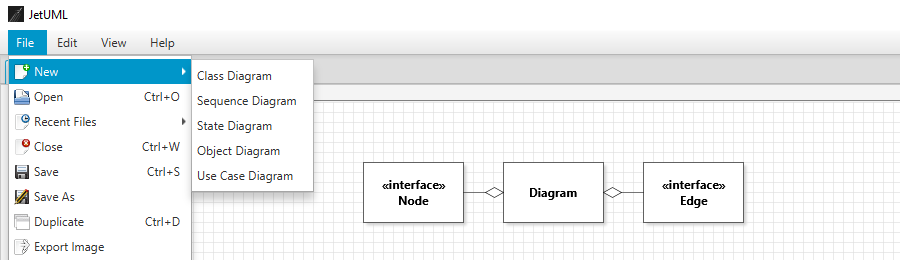 JetUML
File Edit View Help
New
Open Ctrl+O
Recent Files
Close Ctrl+W
Save Ctrl+S
Save As
Duplicate Ctrl+D
Export Image
Class Diagram
Sequence Diagram
State Diagram
Object Diagram
Use Case Diagram
«interface»
Node
Diagram
«interface»
Edge